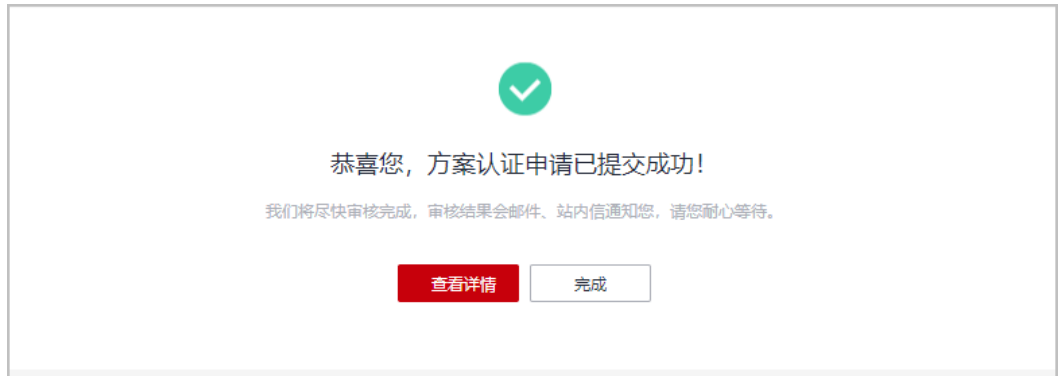 恭喜您，方案认证申请已提交成功！
我们将尽快审核完成，审核结果会邮件、站内信通知您，请您耐心等待。
查看详情 完成